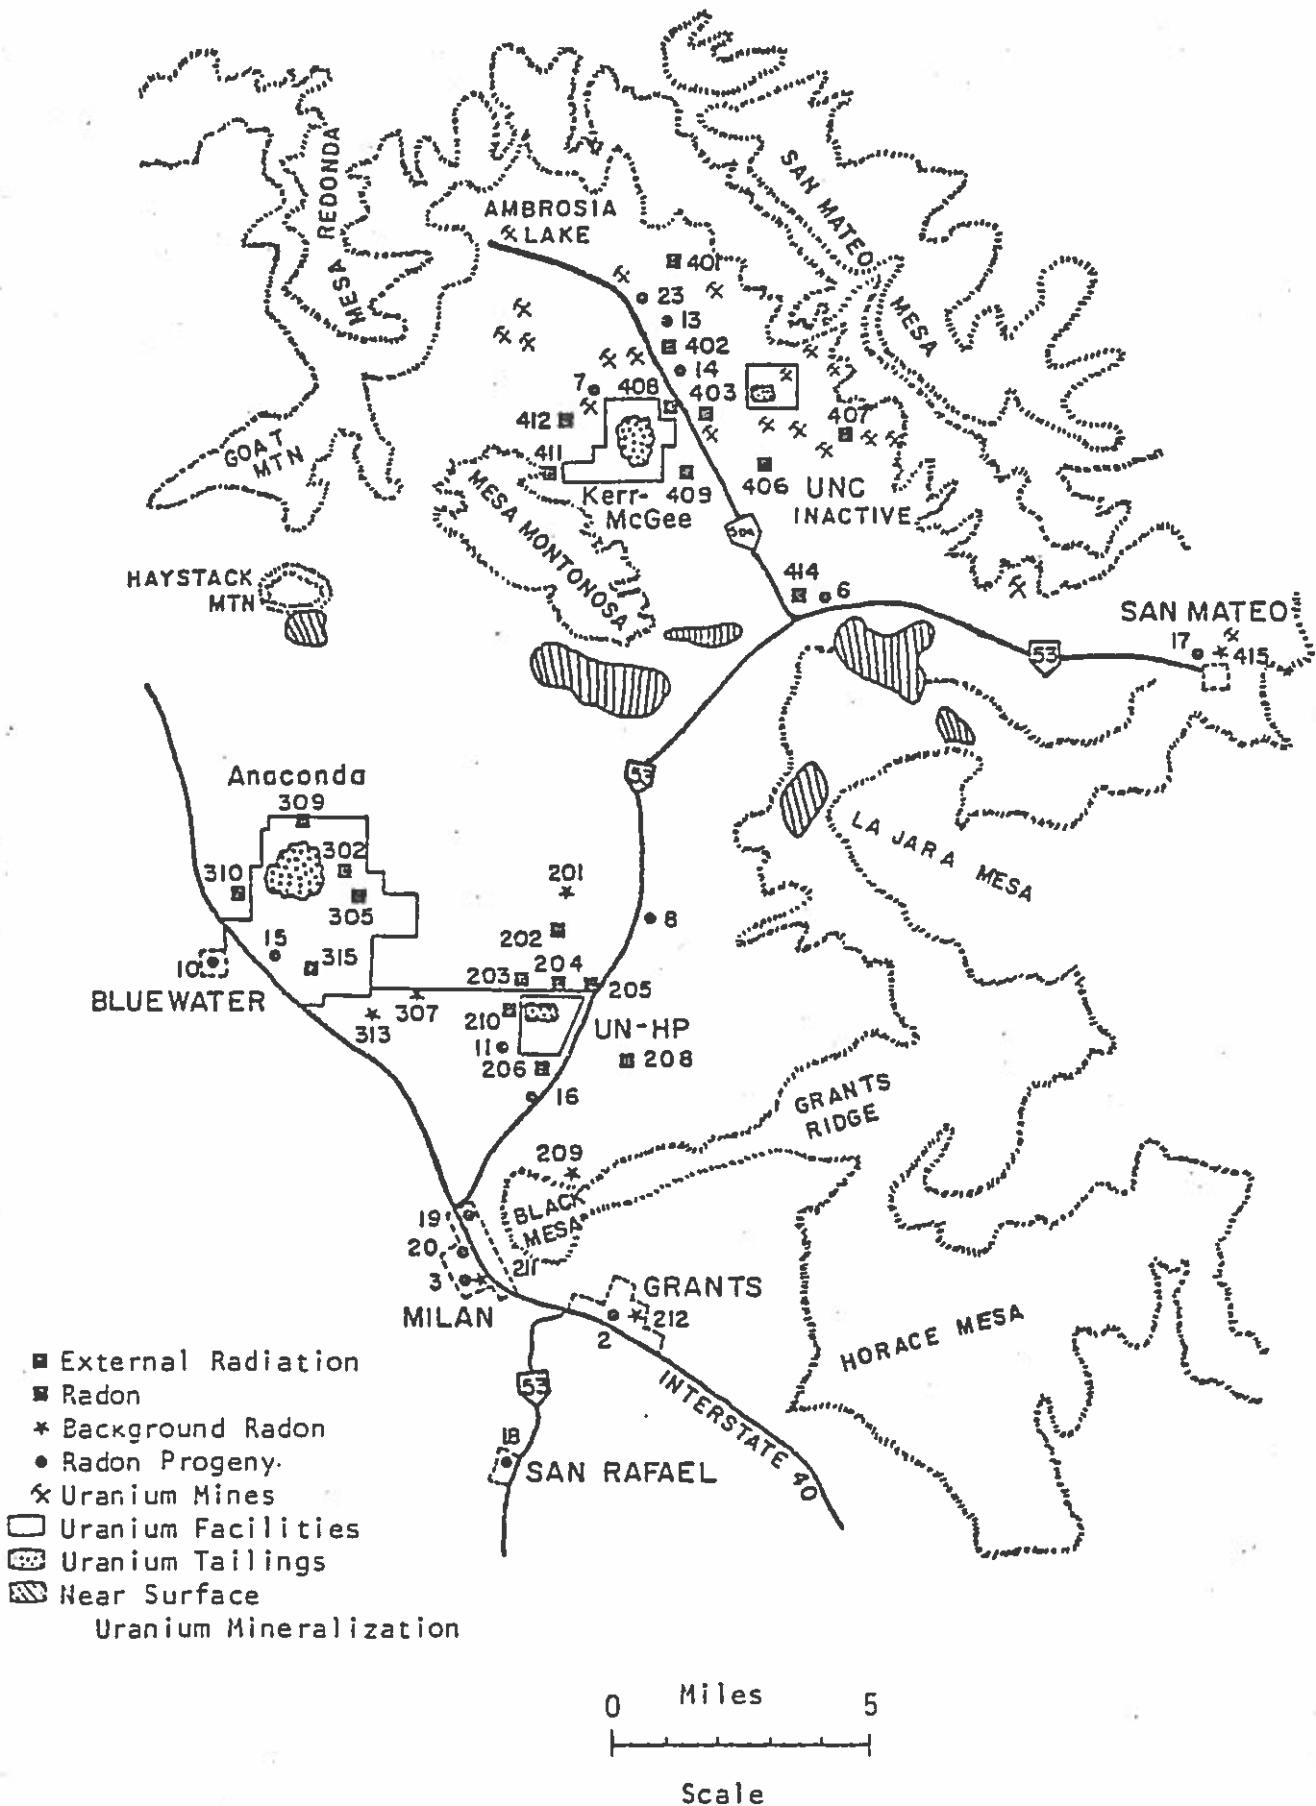 REDONDA
MESA
SAN MATEO
MESA
AMBROSIA
LAKE
401
23
13
402
14
7
408
403
412
407
GOAT
MTN
411
MESA MONTONOSA
Kerr-
McGee
409
406
UNC
INACTIVE
HAYSTACK
MTN
414
6
SAN MATEO
53
17
415
53
Anaconda
309
302
310
305
201
LA JARA MESA
8
202
15
10
315
203
204
205
BLUEWATER
307
313
210
UN-HP
11
206
208
16
GRANTS
RIDGE
209
BLACK
MESA
19
20
3
211
MILAN
GRANTS
212
2
HORACE MESA
53
INTERSTATE 40
18
SAN RAFAEL
External Radiation
Radon
Background Radon
Radon Progeny
Uranium Mines
Uranium Facilities
Uranium Tailings
Near Surface
Uranium Mineralization
0 Miles 5
Scale